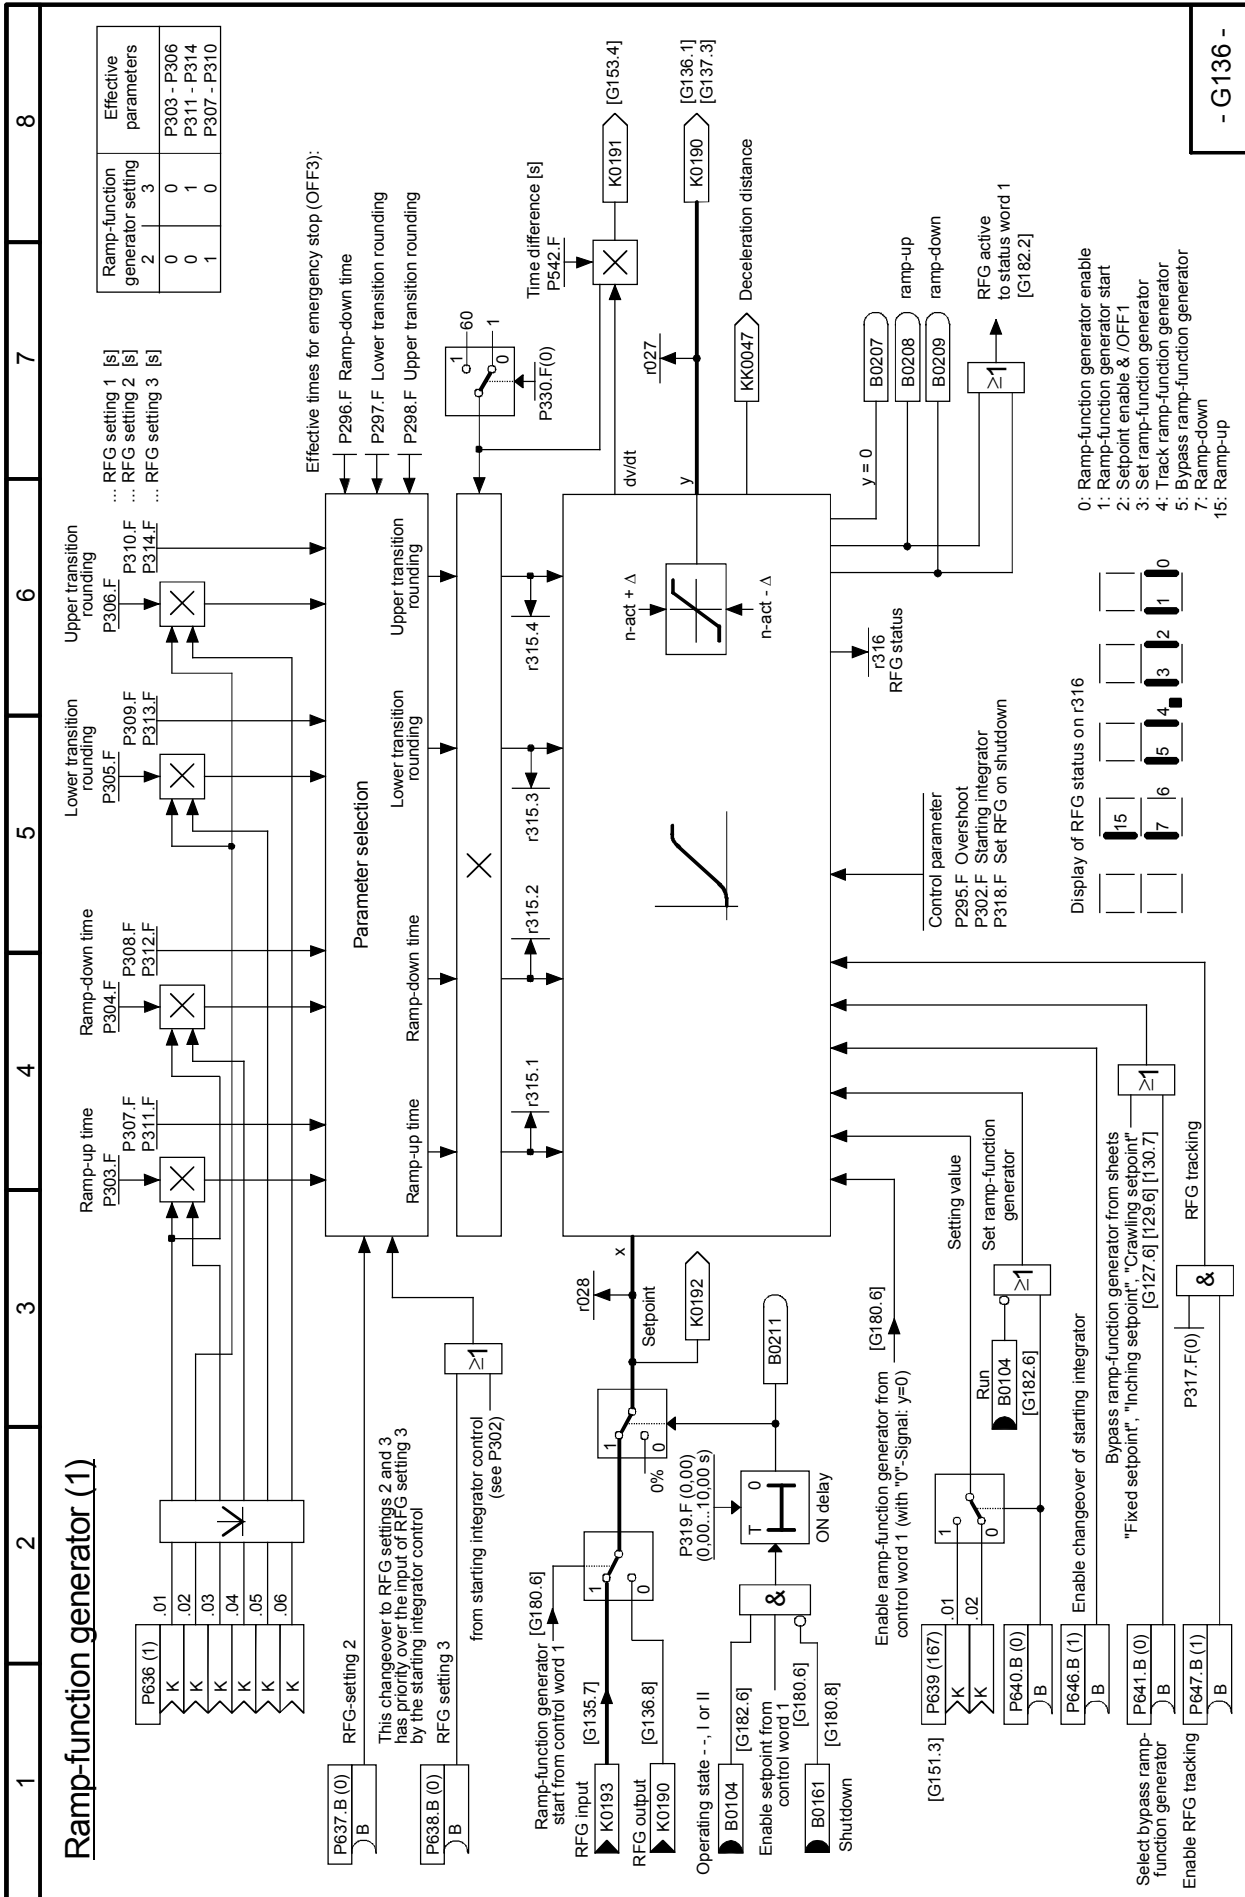 1
2
3
4
5
6
7
8
Ramp-function generator (1)
P636 (1)
K
K
K
K
K
K
.01
.02
.03
.04
.05
.06
Ramp-up time
P303.F
P307.F
P311.F
Ramp-down time
P304.F
P308.F
P312.F
Lower transition
rounding
P305.F
P309.F
P313.F
Upper transition
rounding
P306.F
P310.F
P314.F
... RFG setting 1 [s]
... RFG setting 2 [s]
... RFG setting 3 [s]
Ramp-function
generator setting
2 3
Effective
parameters
0 0 P303 - P306
0 1 P311 - P314
1 0 P307 - P310
P637.B (0)
B
RFG-setting 2
This changeover to RFG settings 2 and 3
has priority over the input of RFG setting 3
by the starting integrator control
P638.B (0)
B
RFG setting 3
from starting integrator control
(see P302)
≥1
Parameter selection
Ramp-up time
Ramp-down time
Lower transition
rounding
Upper transition
rounding
Effective times for emergency stop (OFF3):
P296.F Ramp-down time
P297.F Lower transition rounding
P298.F Upper transition rounding
r315.1
r315.2
r315.3
r315.4
1
60
1
0
P330.F(0)
Time difference [s]
P542.F
K0191
[G153.4]
dv/dt
Ramp-function generator
start from control word 1
[G180.6]
RFG input
K0193
[G135.7]
RFG output
K0190
[G136.8]
1
0
1
0
0%
Setpoint
r028
x
K0192
Operating state - -, I or II
B0104
[G182.6]
Enable setpoint from
control word 1
[G180.6]
B0161
[G180.8]
Shutdown
&
P319.F (0,00)
(0,00...10,00 s)
T 0
ON delay
B0211
n-act + Δ
n-act - Δ
y
r027
K0190
[G136.1]
[G137.3]
KK0047
Deceleration distance
y = 0
B0207
B0208
ramp-up
B0209
ramp-down
≥1
RFG active
to status word 1
[G182.2]
r316
RFG status
Enable ramp-function generator from
control word 1 (with "0"-Signal: y=0)
[G180.6]
[G151.3]
P639 (167)
K
K
.01
.02
1
0
Setting value
P640.B (0)
B
Run
B0104
[G182.6]
≥1
Set ramp-function
generator
P646.B (1)
B
Enable changeover of starting integrator
Select bypass ramp-
function generator
P641.B (0)
B
Bypass ramp-function generator from sheets
"Fixed setpoint", "Inching setpoint", "Crawling setpoint"
[G127.6] [129.6] [130.7]
≥1
Enable RFG tracking
P647.B (1)
B
P317.F(0)
&
RFG tracking
Control parameter
P295.F Overshoot
P302.F Starting integrator
P318.F Set RFG on shutdown
Display of RFG status on r316
15
7 6 5 4 3 2 1 0
0: Ramp-function generator enable
1: Ramp-function generator start
2: Setpoint enable & /OFF1
3: Set ramp-function generator
4: Track ramp-function generator
5: Bypass ramp-function generator
7: Ramp-down
15: Ramp-up
- G136 -